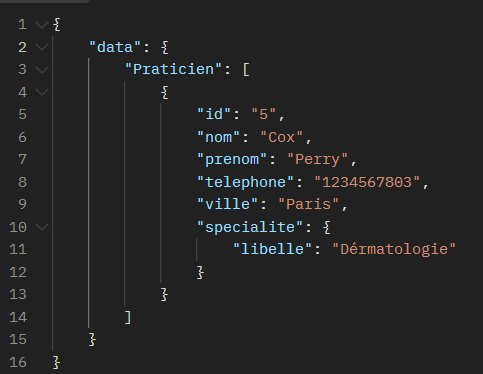 1 {
2 "data": {
3 "Praticien": [
4 {
5 "id": "5",
6 "nom": "Cox",
7 "prenom": "Perry",
8 "telephone": "1234567803",
9 "ville": "Paris",
10 "specialite": {
11 "libelle": "Dérmatologie"
12 }
13 }
14 ]
15 }
16 }